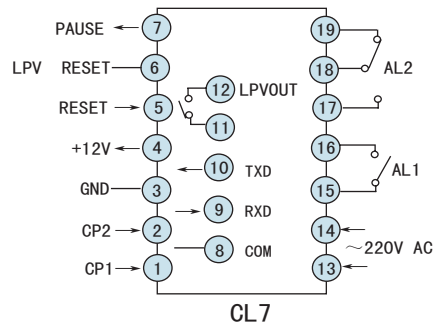 PAUSE ← 7 19
LPV RESET 6 12 LPVOUT 18 AL2
RESET → 5 11 17
+12V ← 4 16
← 10 TXD AL1
GND 3 15
→ 9 RXD
CP2 → 2 14 ←
8 COM ~220V AC
CP1 → 1 13 ←
CL7